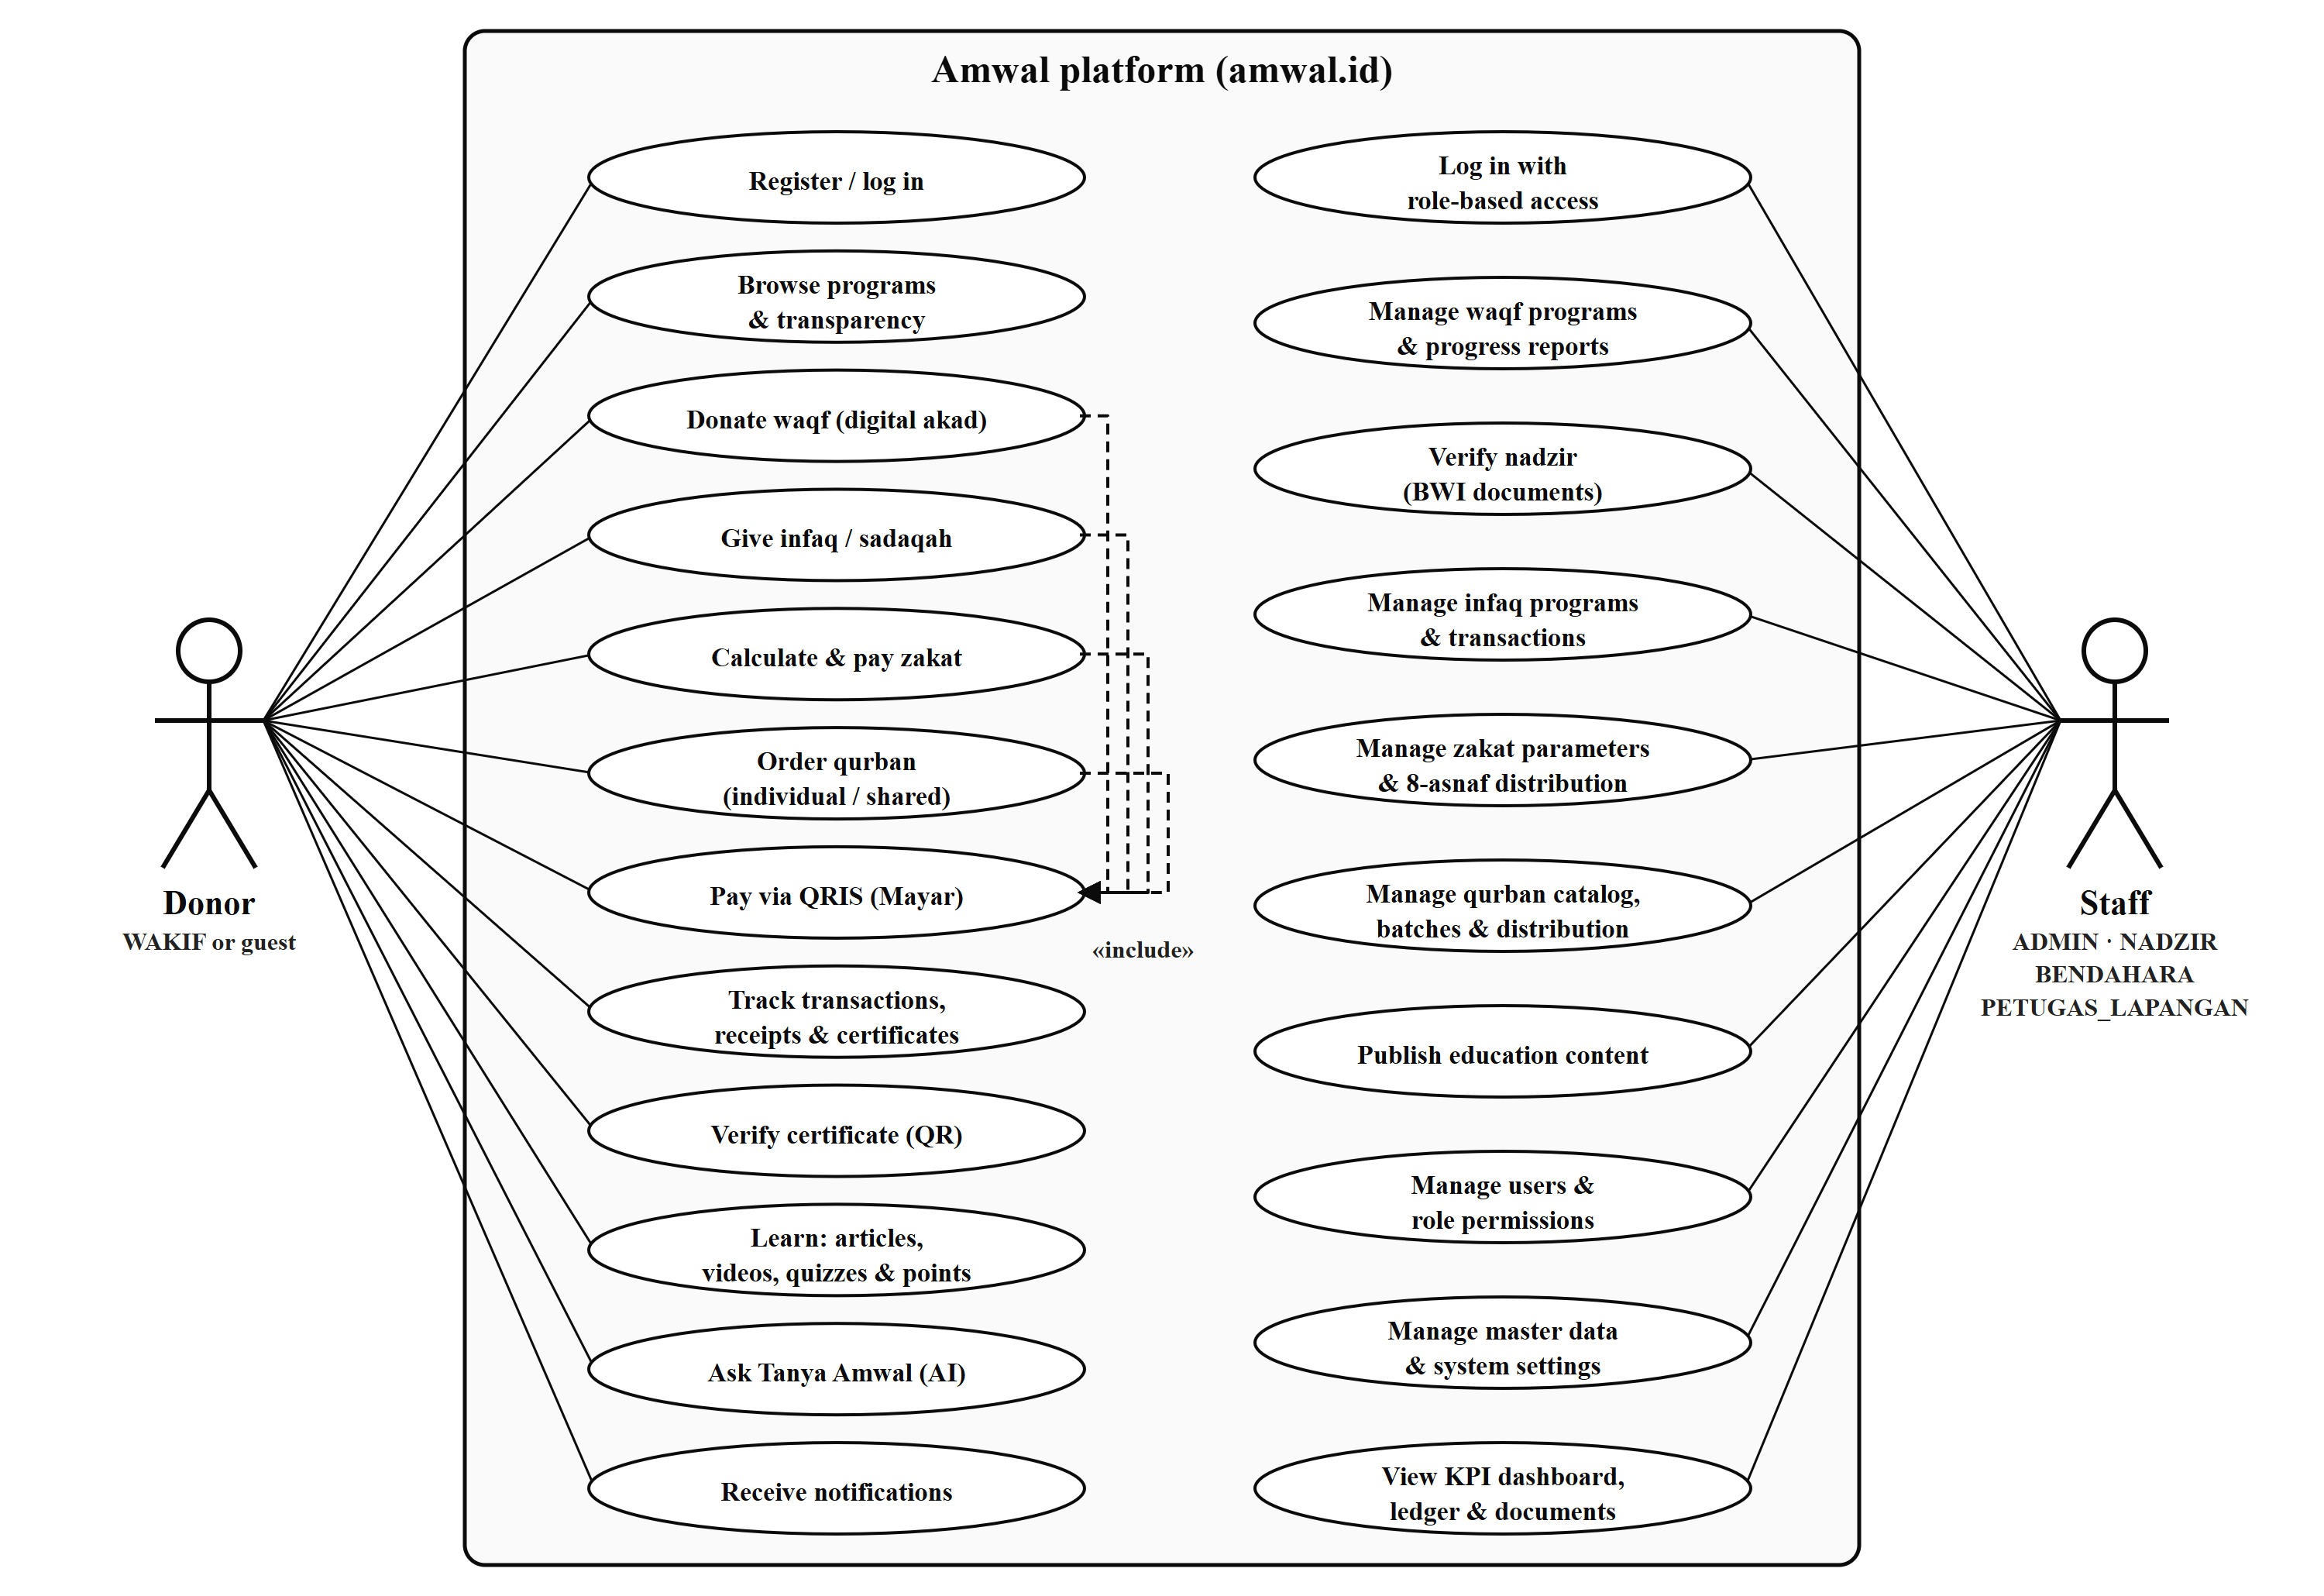 Amwal platform (amwal.id)
Register / log in
Browse programs
& transparency
Donate waqf (digital akad)
Give infaq / sadaqah
Calculate & pay zakat
Order qurban
(individual / shared)
Pay via QRIS (Mayar)
«include»
Track transactions,
receipts & certificates
Verify certificate (QR)
Learn: articles,
videos, quizzes & points
Ask Tanya Amwal (AI)
Receive notifications
Log in with
role-based access
Manage waqf programs
& progress reports
Verify nadzir
(BWI documents)
Manage infaq programs
& transactions
Manage zakat parameters
& 8-asnaf distribution
Manage qurban catalog,
batches & distribution
Publish education content
Manage users &
role permissions
Manage master data
& system settings
View KPI dashboard,
ledger & documents
Donor
WAKIF or guest
Staff
ADMIN · NADZIR
BENDAHARA
PETUGAS_LAPANGAN